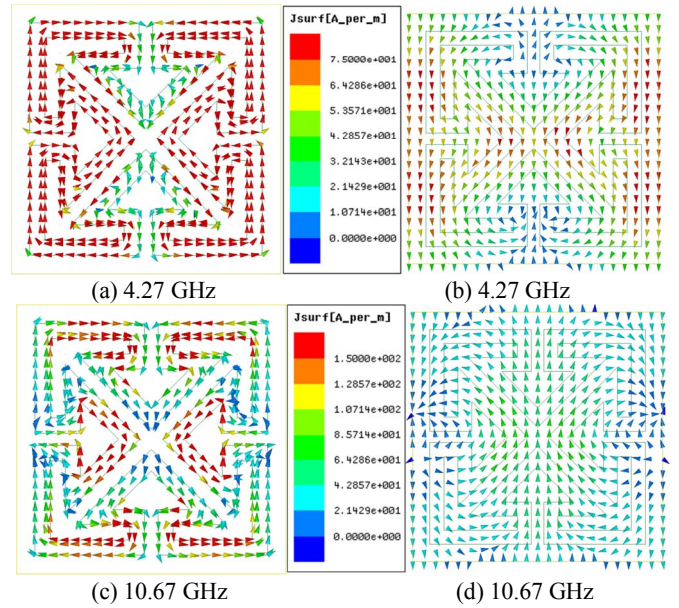 Jsurf[A_per_m]
7.5000e+001
6.4286e+001
5.3571e+001
4.2857e+001
3.2143e+001
2.1429e+001
1.0714e+001
0.0000e+000
(a) 4.27 GHz
(b) 4.27 GHz
Jsurf[A_per_m]
1.5000e+002
1.2857e+002
1.0714e+002
8.5714e+001
6.4286e+001
4.2857e+001
2.1429e+001
0.0000e+000
(c) 10.67 GHz
(d) 10.67 GHz